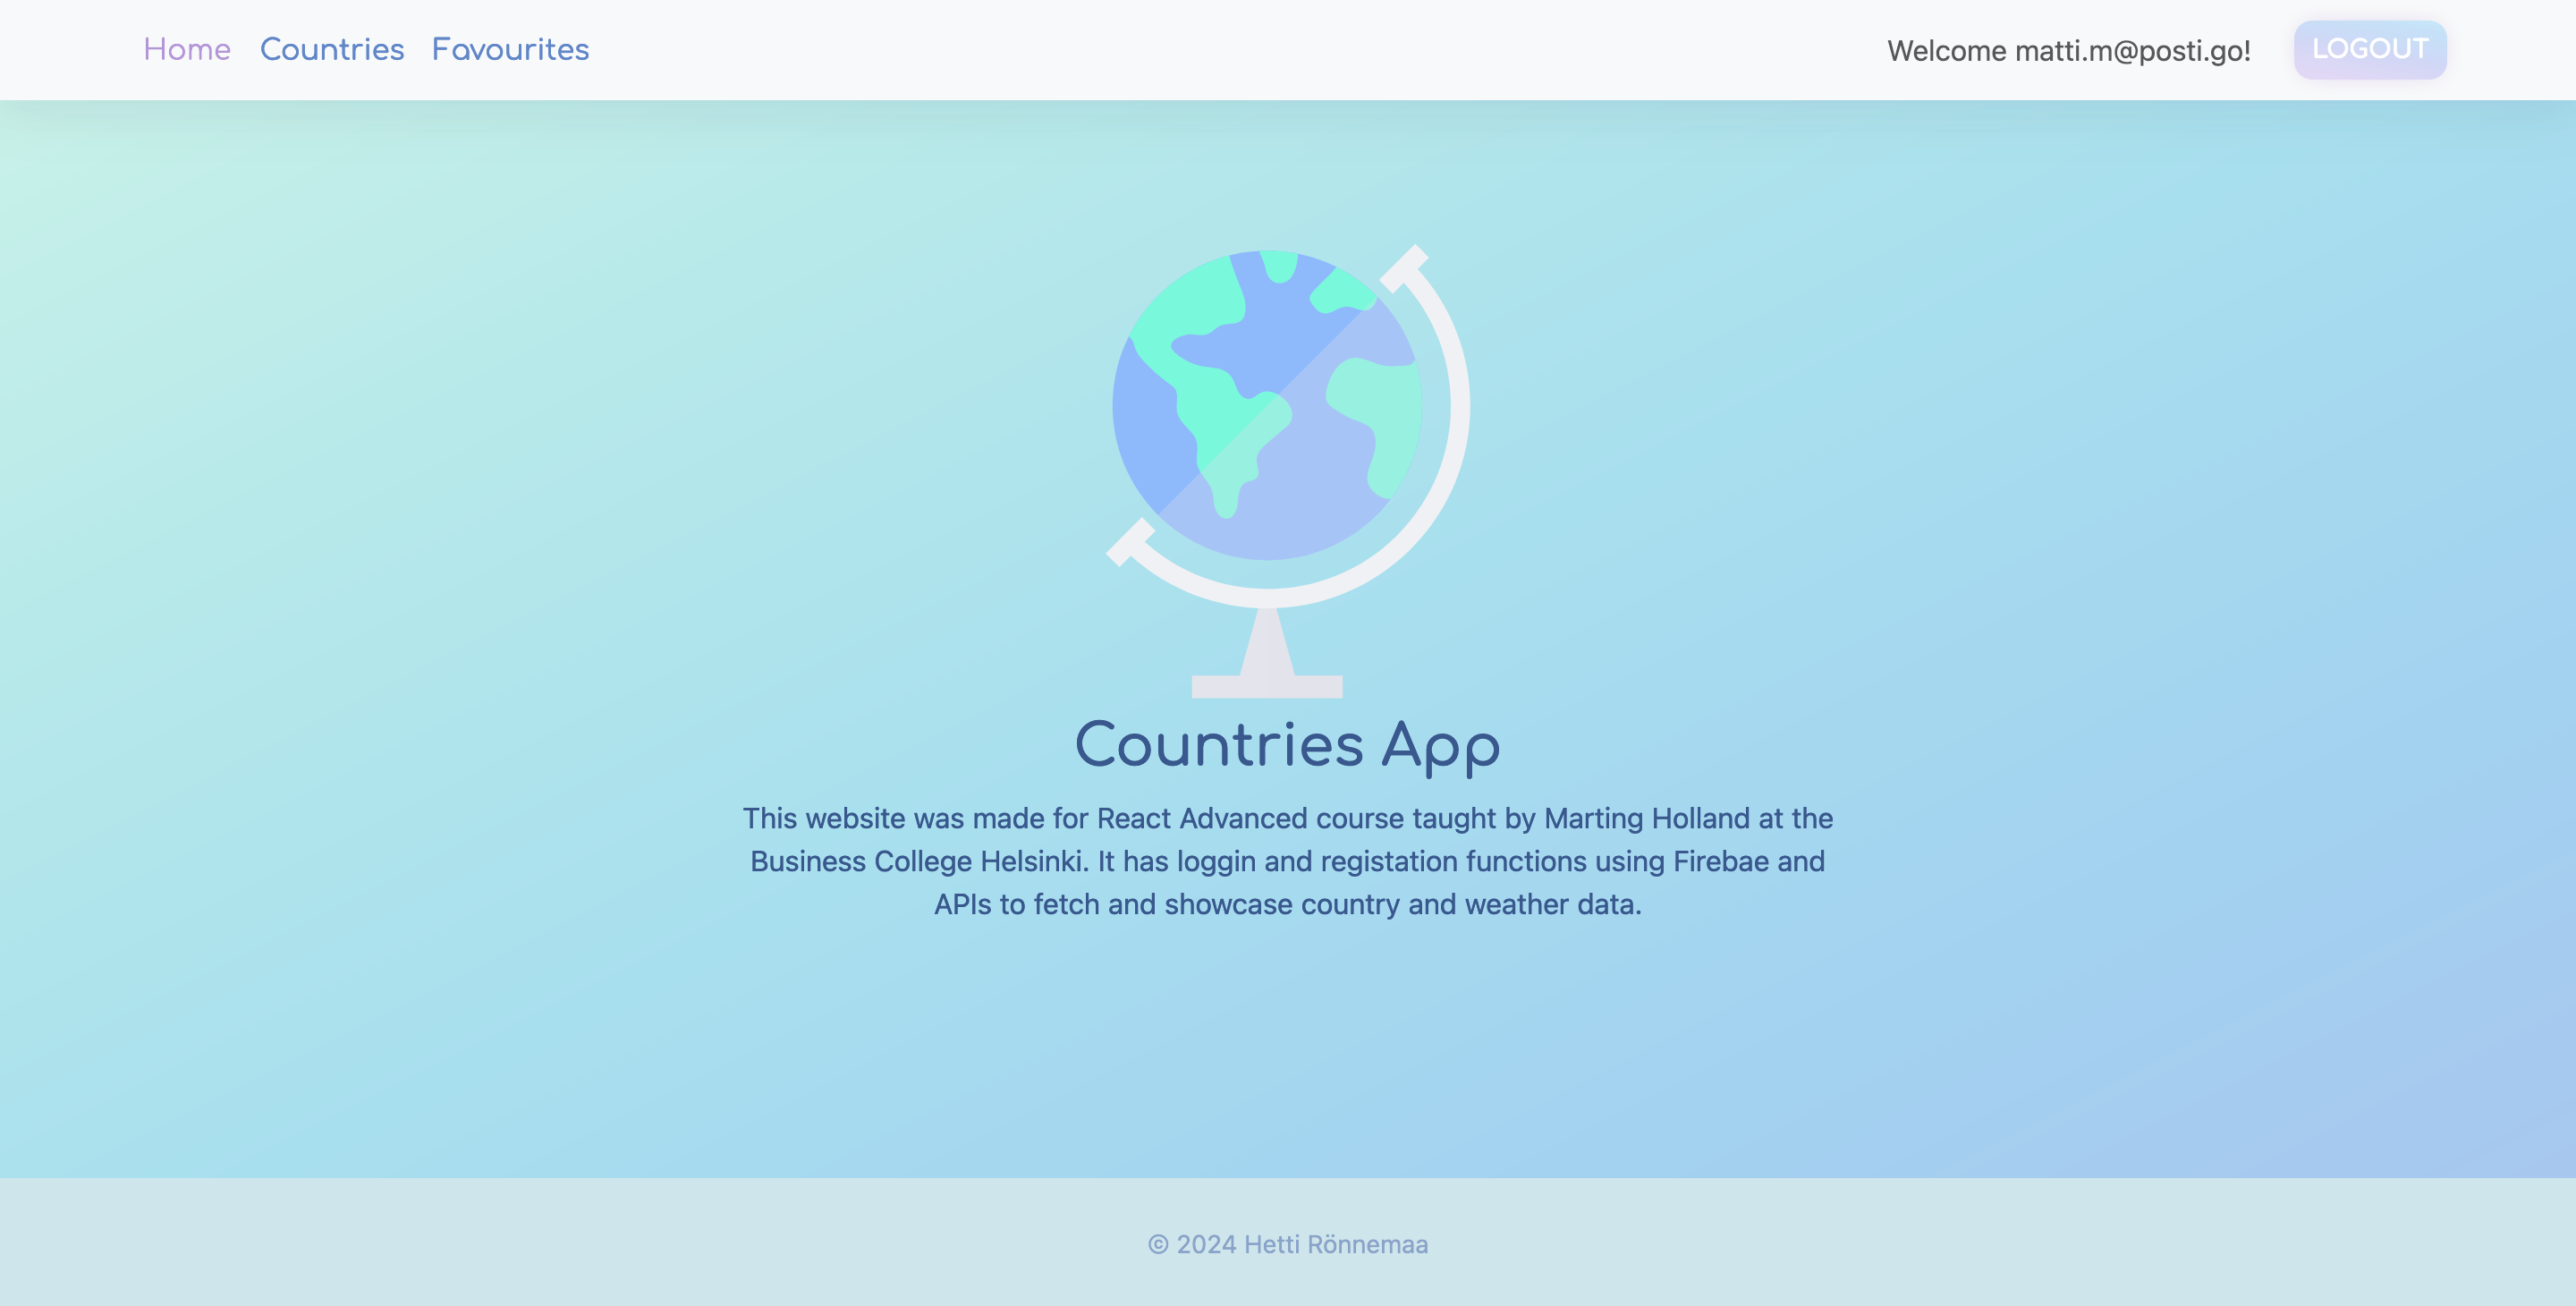 Home Countries Favourites Welcome matti.m@posti.go! LOGOUT
Countries App
This website was made for React Advanced course taught by Marting Holland at the
Business College Helsinki. It has loggin and registation functions using Firebae and
APIs to fetch and showcase country and weather data.
© 2024 Hetti Rönnemaa